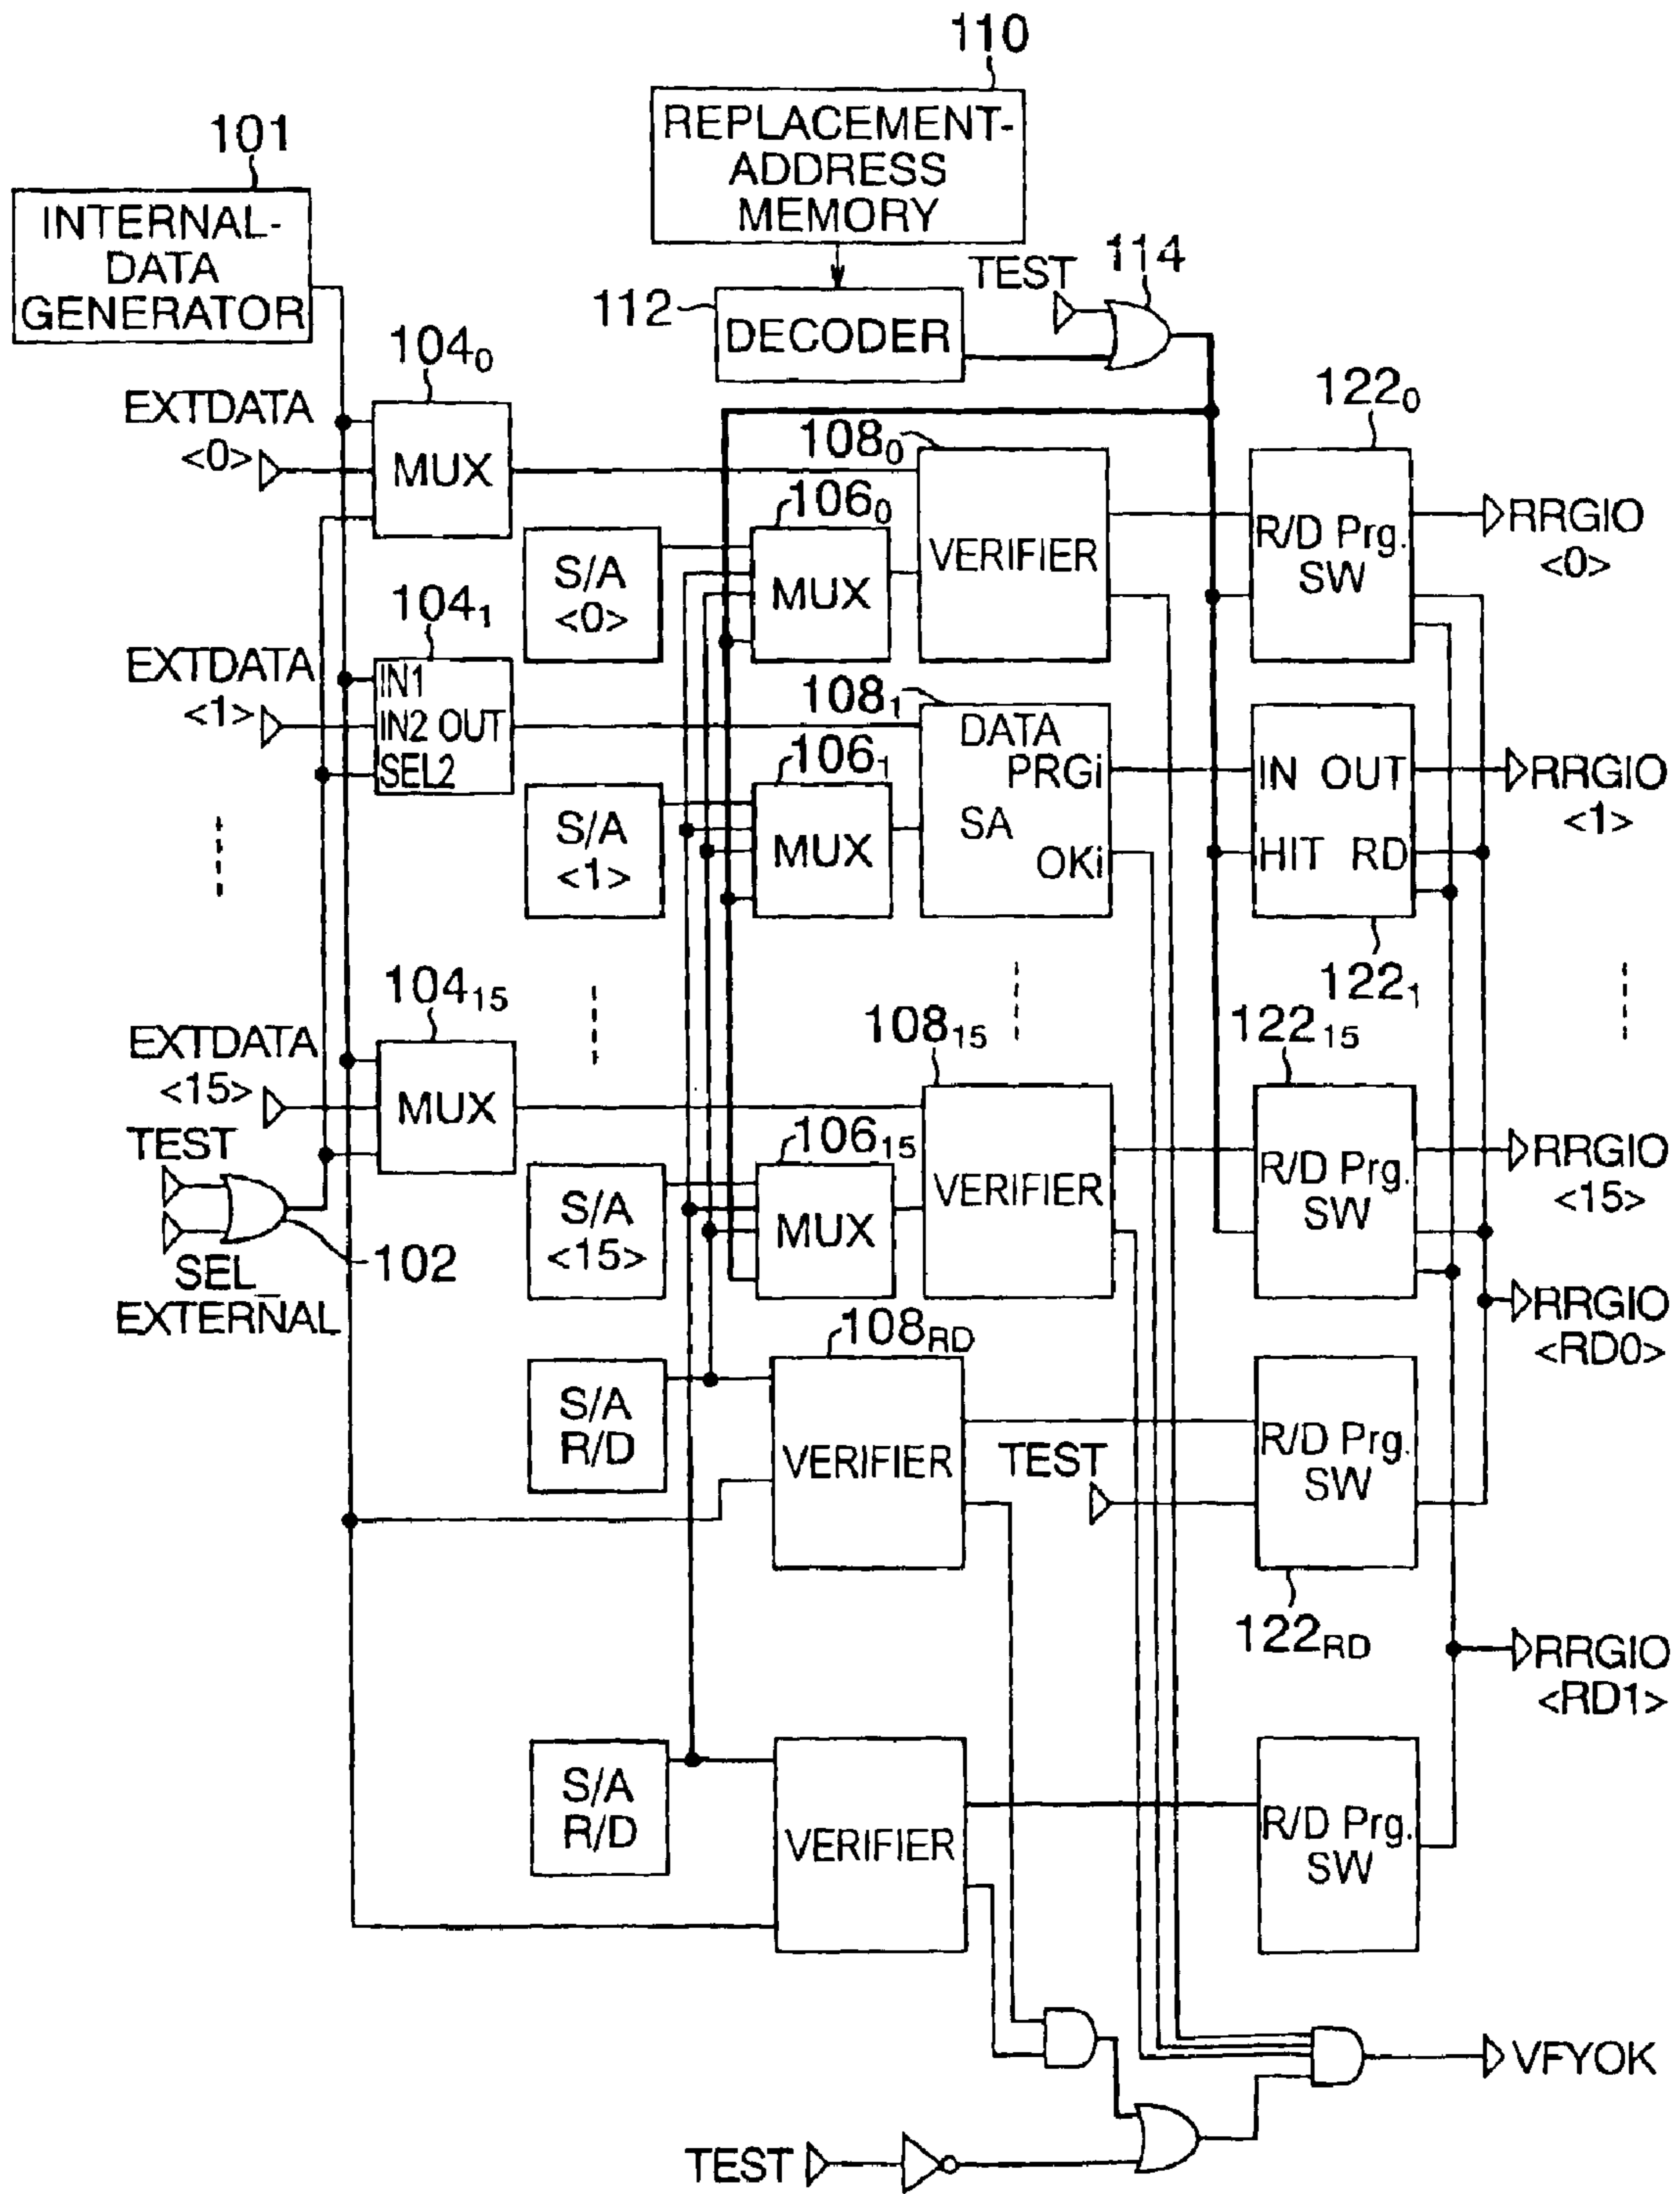 110
REPLACEMENT-
ADDRESS
MEMORY
101
INTERNAL-
DATA
GENERATOR
TEST
114
112
DECODER
104₀
122₀
EXTDATA
<0>
MUX
108₀
VERIFIER
106₀
S/A
<0>
MUX
R/D Prg.
SW
RRGIO
<0>
104₁
EXTDATA
<1>
IN1
IN2 OUT
SEL2
108₁
DATA
PRGi
SA
OKi
106₁
S/A
<1>
MUX
IN OUT
HIT RD
RRGIO
<1>
122₁
104₁₅
108₁₅
122₁₅
EXTDATA
<15>
MUX
106₁₅
VERIFIER
S/A
<15>
MUX
R/D Prg.
SW
RRGIO
<15>
TEST
SEL_
EXTERNAL
102
RRGIO
<RD0>
108RD
S/A
R/D
VERIFIER
TEST
R/D Prg.
SW
122RD
RRGIO
<RD1>
S/A
R/D
VERIFIER
R/D Prg.
SW
VFYOK
TEST